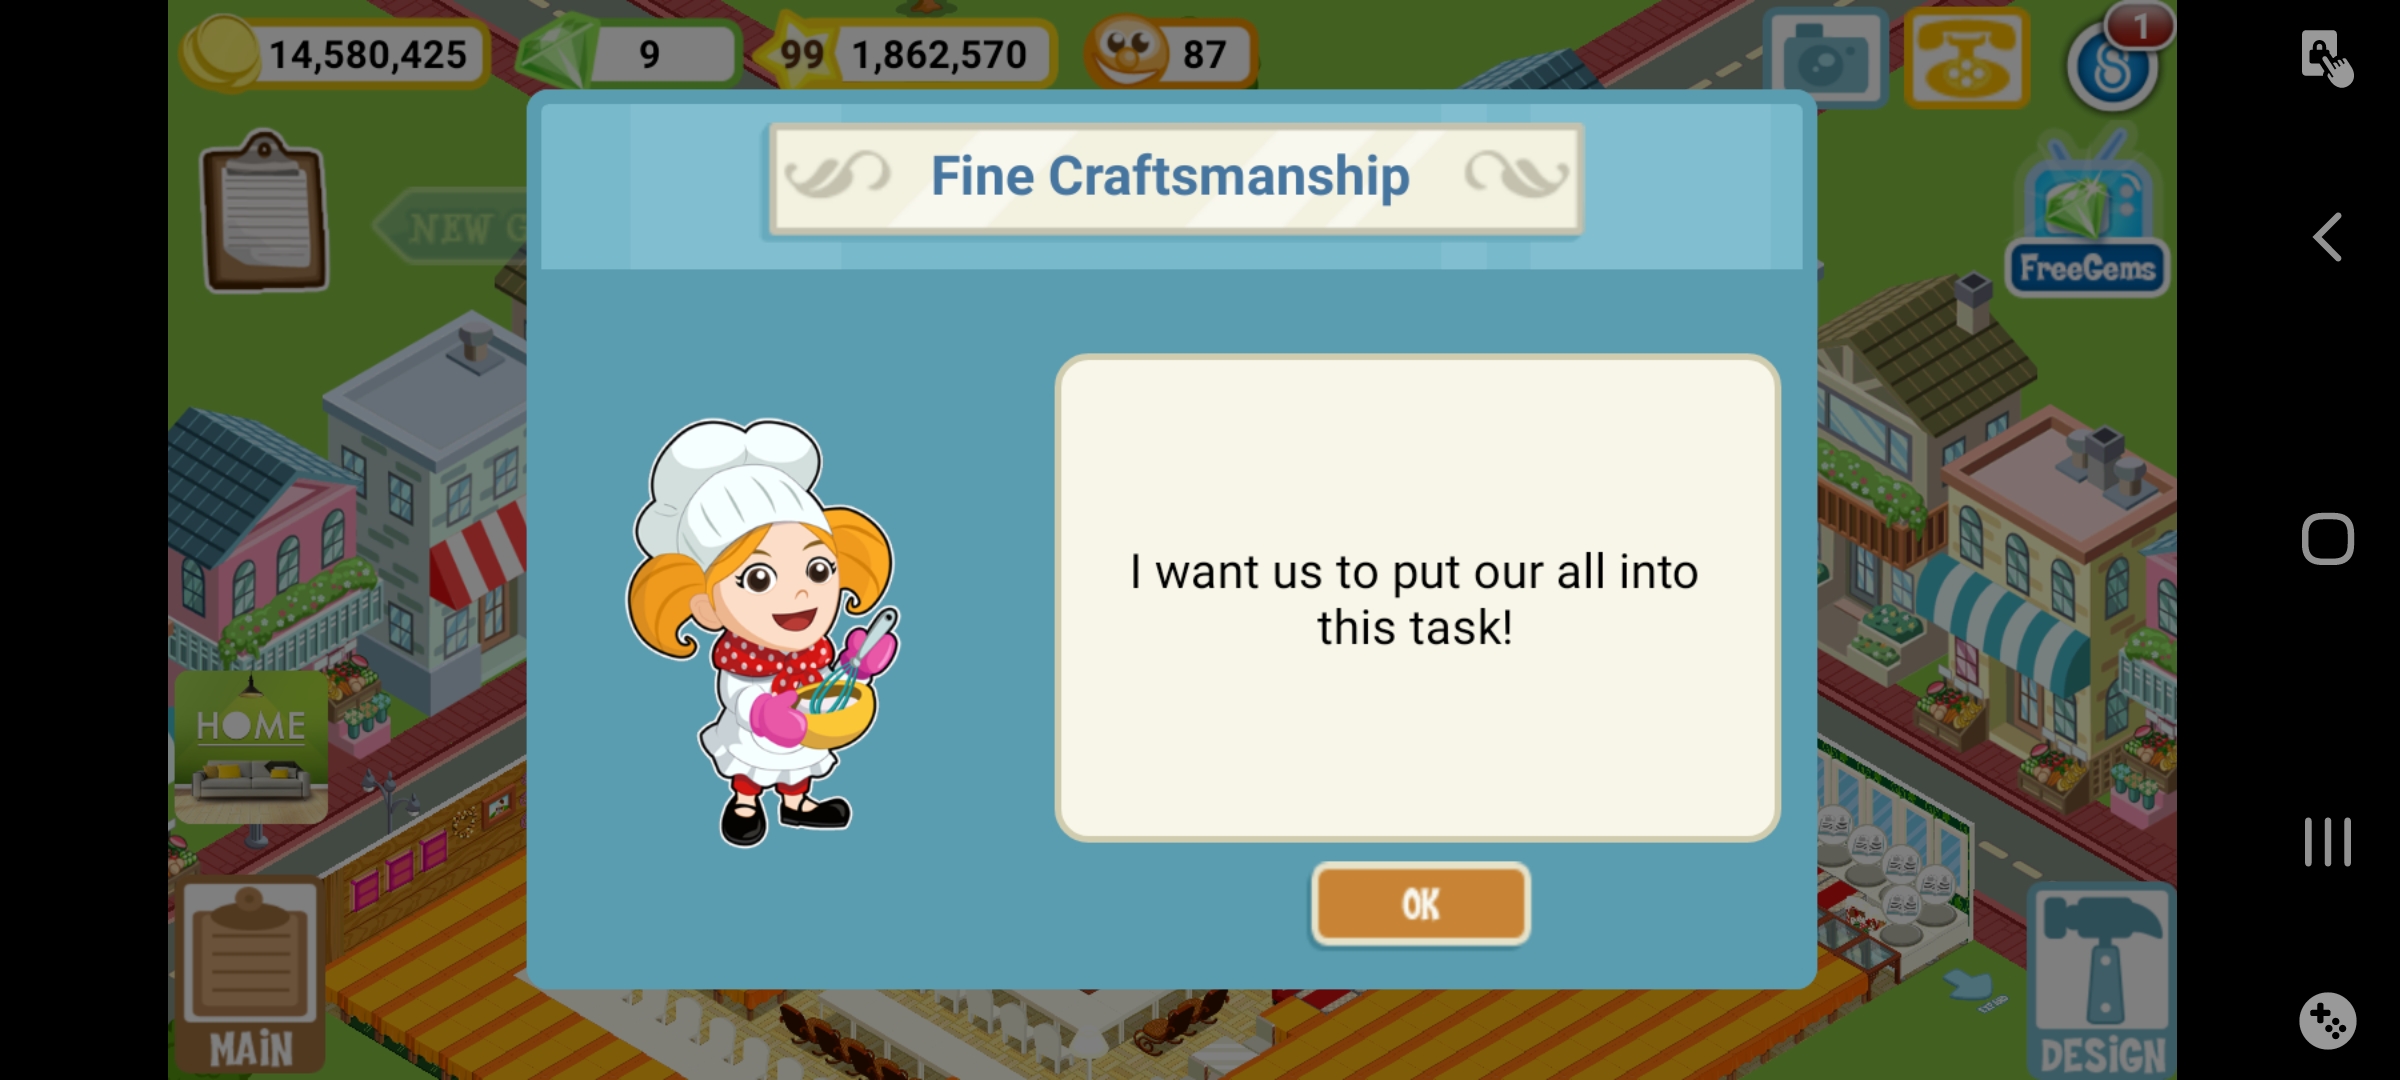 14,580,425
9
99
1,862,570
87
1
Fine Craftsmanship
NEW G
FreeGems
I want us to put our all into
this task!
HOME
OK
MAiN
DESiGN